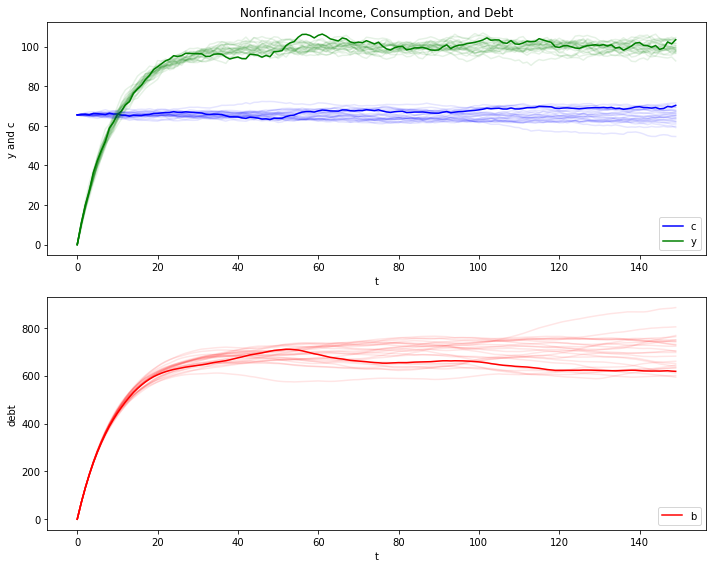 Nonfinancial Income, Consumption, and Debt
y and c
100
80
60
40
20
0
c
y
0 20 40 60 80 100 120 140
t
debt
800
600
400
200
0
b
0 20 40 60 80 100 120 140
t